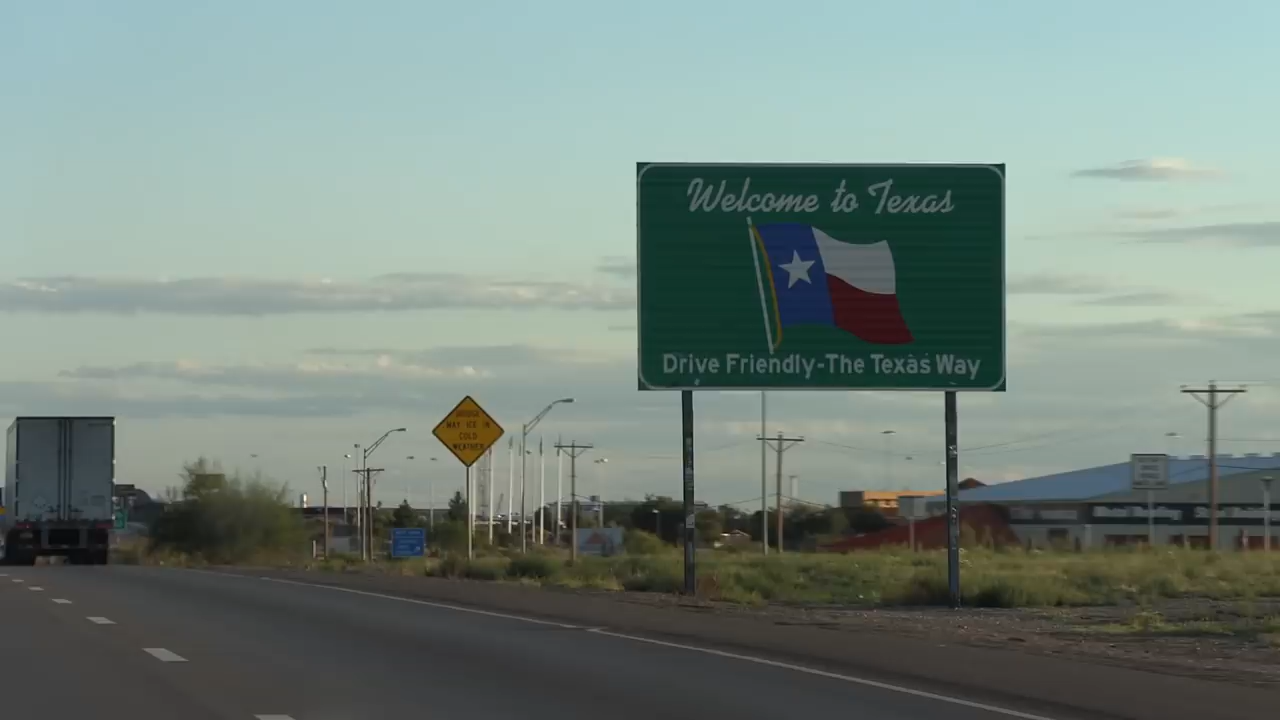 Welcome to Texas
Drive Friendly-The Texas Way
BRIDGE
MAY ICE IN
COLD
WEATHER